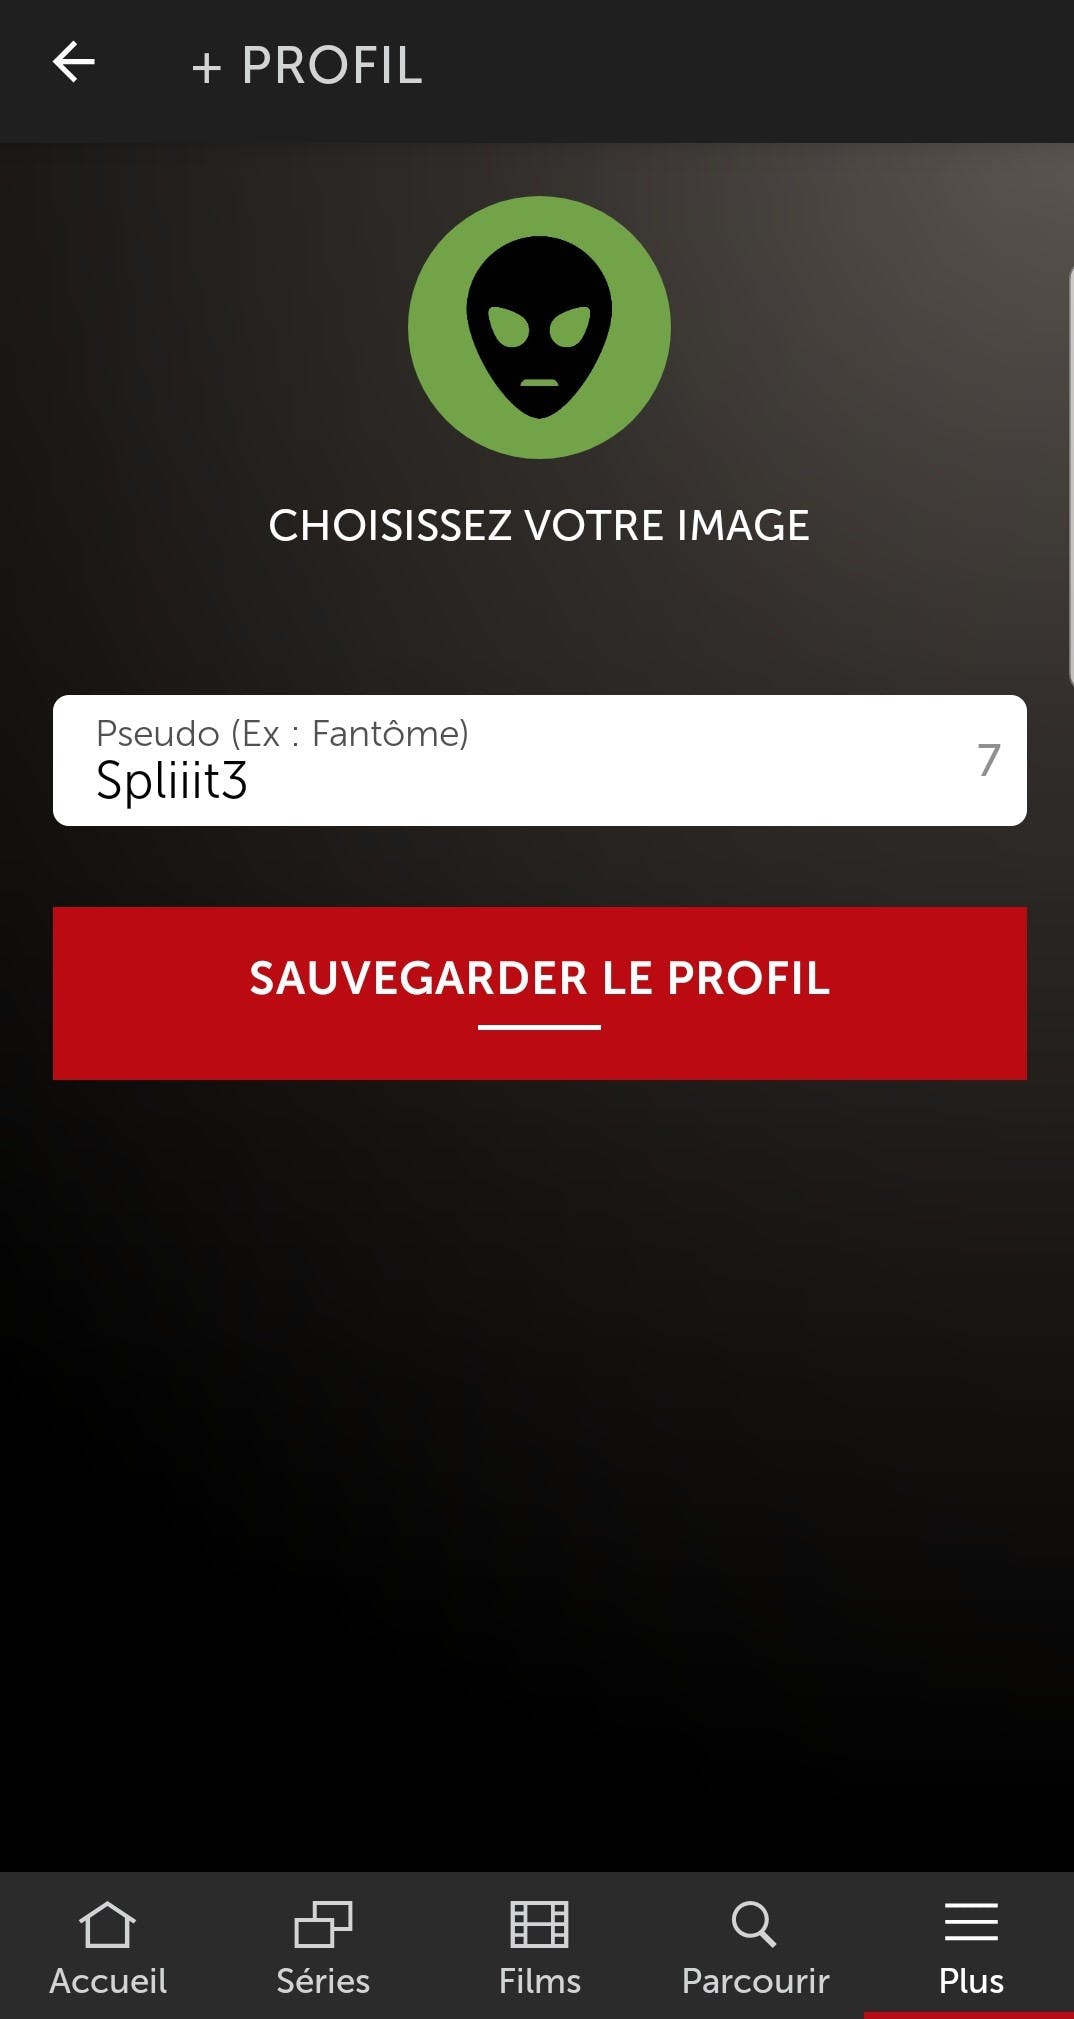 + PROFIL
CHOISISSEZ VOTRE IMAGE
Pseudo (Ex : Fantôme)
Spliiit3
7
SAUVEGARDER LE PROFIL
Accueil
Séries
Films
Parcourir
Plus